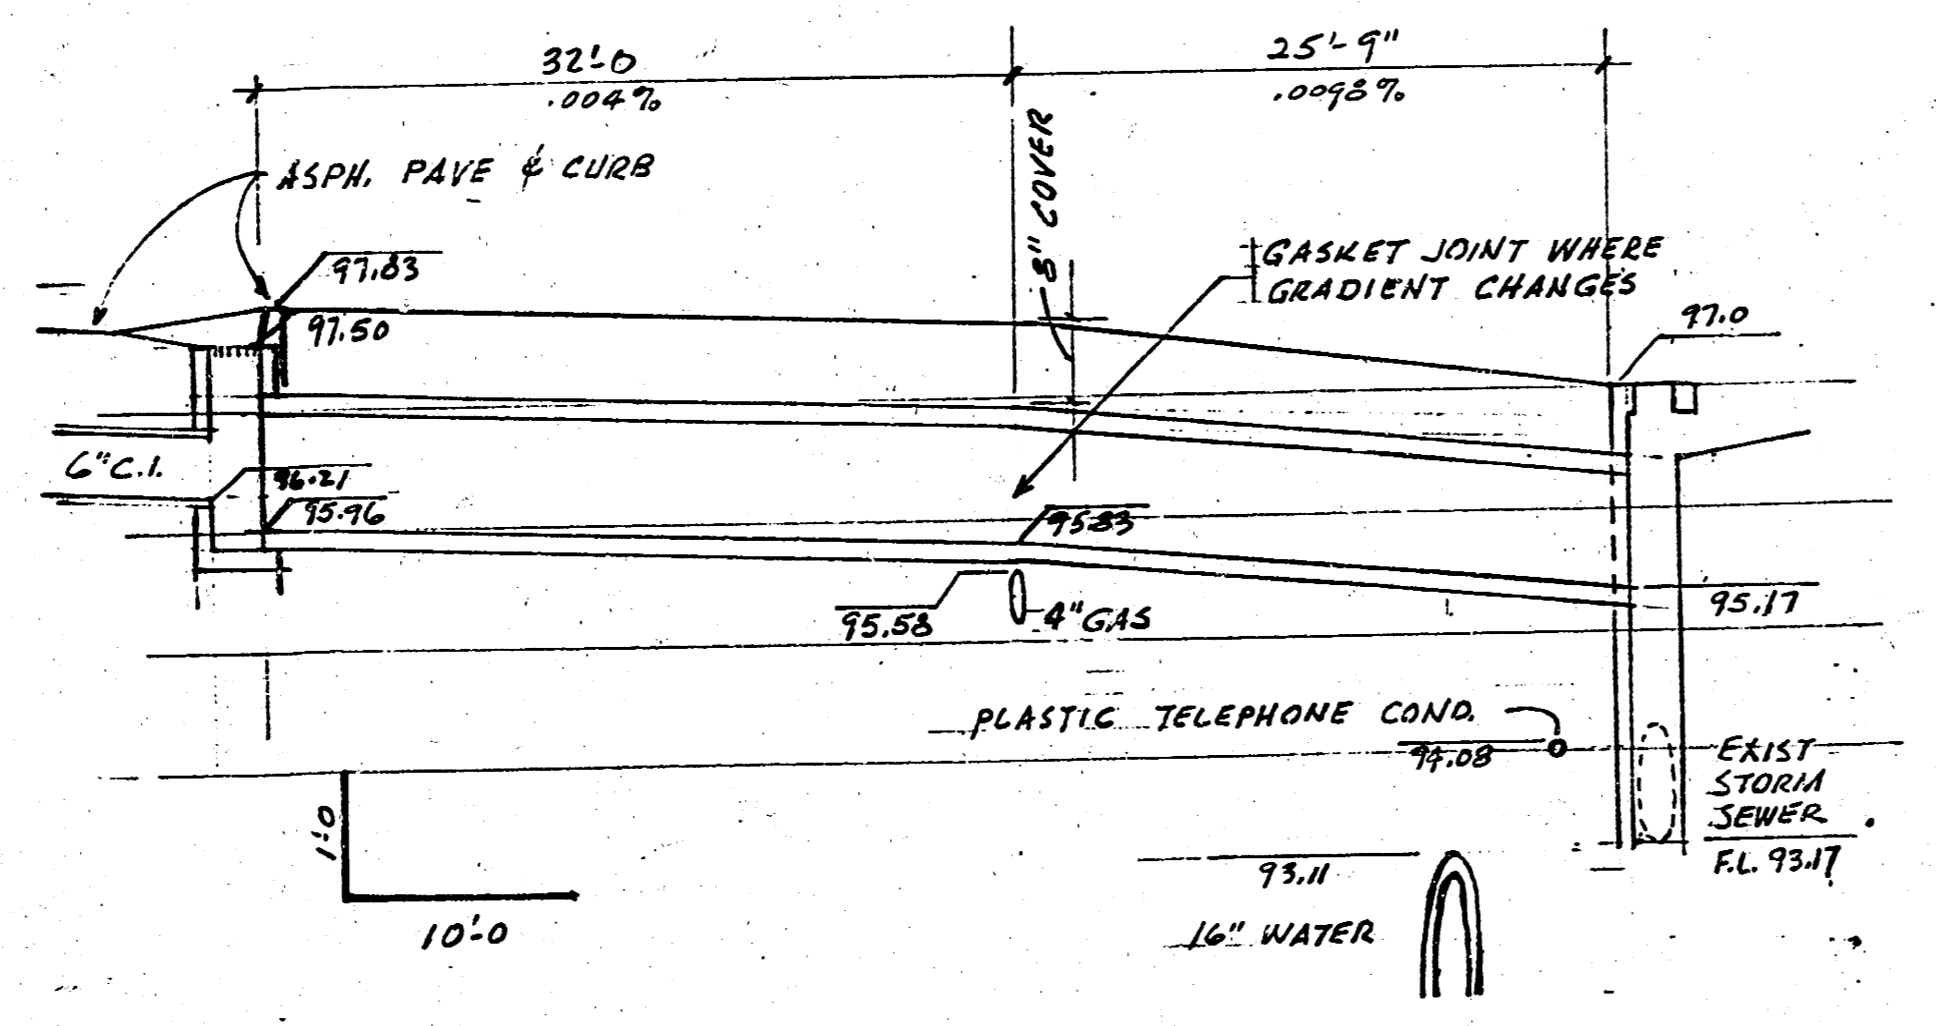 32'-0
.004%
25'-9"
.0098%
ASPH. PAVE & CURB
8" COVER
97.83
97.50
GASKET JOINT WHERE
GRADIENT CHANGES
97.0
6" C.I.
96.21
95.96
95.83
95.58
4" GAS
95.17
PLASTIC TELEPHONE COND.
94.08
EXIST
STORM
SEWER
F.L. 93.17
1'-0
10'-0
93.11
16" WATER